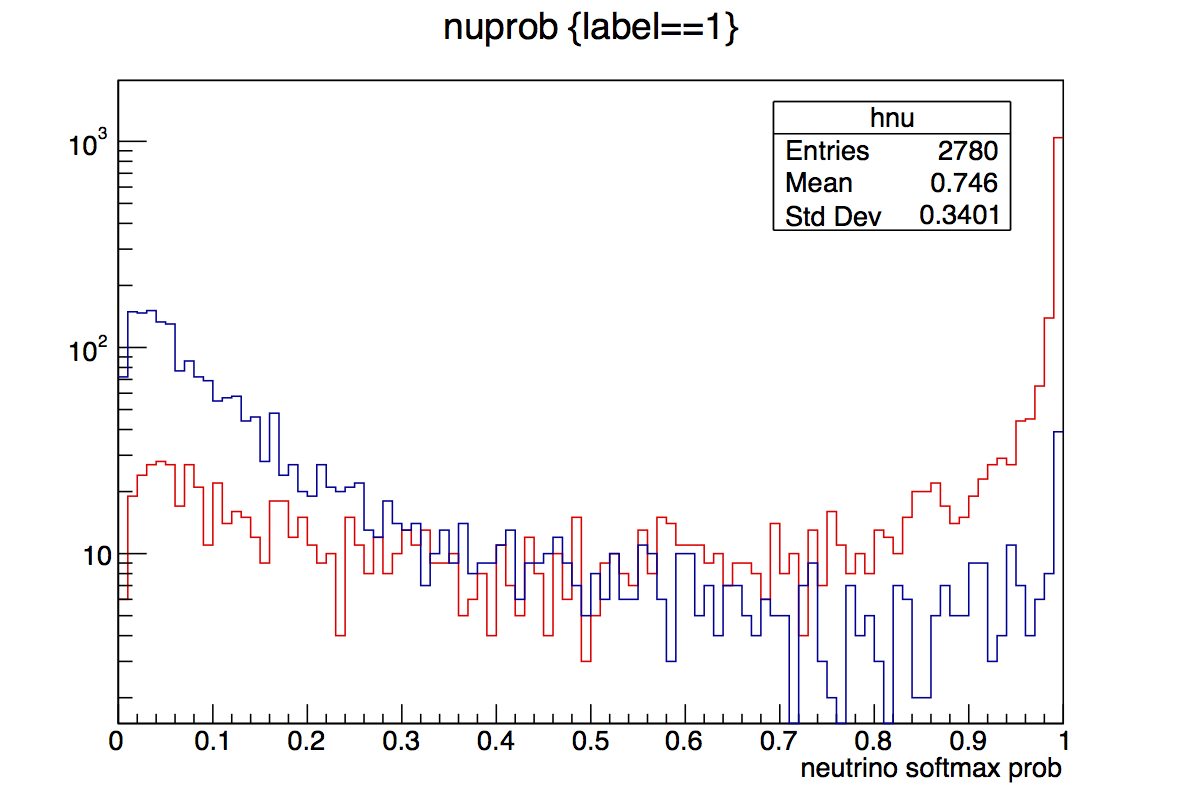 nuprob {label==1}
hnu
Entries 2780
Mean 0.746
Std Dev 0.3401
10³
10²
10
0 0.1 0.2 0.3 0.4 0.5 0.6 0.7 0.8 0.9 1
neutrino softmax prob